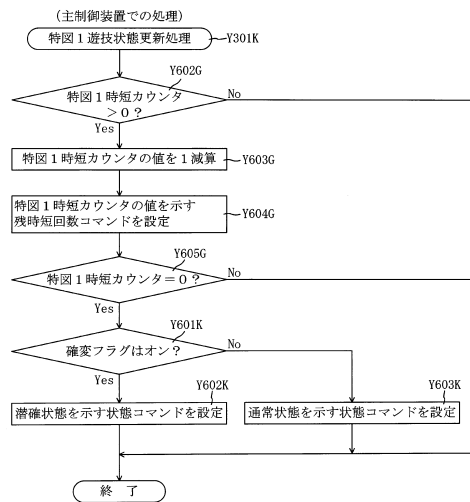 (主制御装置での処理)
特図1遊技状態更新処理
Y301K
Y602G
特図1時短カウンタ
>0?
No
Yes
特図1時短カウンタの値を1減算
Y603G
特図1時短カウンタの値を示す
残時短回数コマンドを設定
Y604G
Y605G
特図1時短カウンタ=0?
No
Yes
Y601K
確変フラグはオン?
No
Yes
Y602K
Y603K
潜確状態を示す状態コマンドを設定
通常状態を示す状態コマンドを設定
終 了